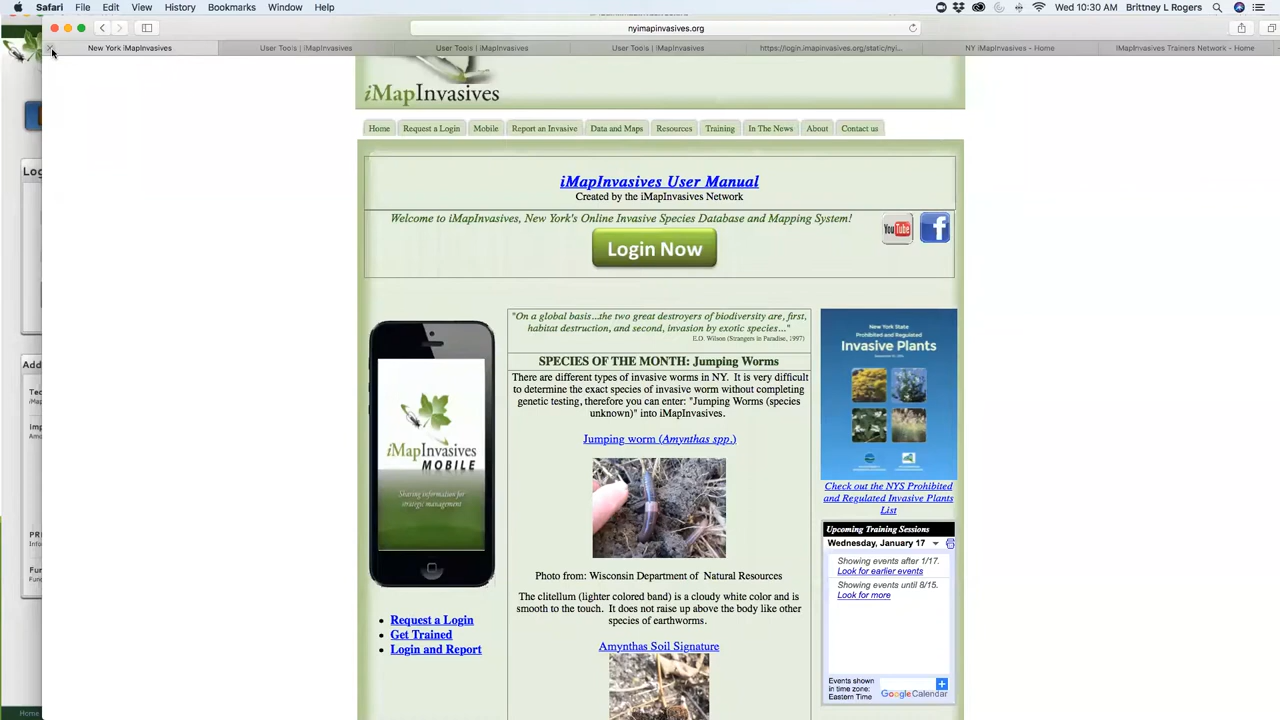 Safari File Edit View History Bookmarks Window Help
Wed 10:30 AM Britney L Rogers
nyimapinvasives.org
New York iMapInvasives
User Tools | iMapInvasives
User Tools | iMapInvasives
User Tools | iMapInvasives
https://login.imapinvasives.org/static/nyi...
NY iMapInvasives - Home
iMapInvasives Trainers Network - Home
iMapInvasives
Home Request a Login Mobile Report an Invasive Data and Maps Resources Training In The News About Contact us
iMapInvasives User Manual
Created by the iMapInvasives Network
Welcome to iMapInvasives, New York's Online Invasive Species Database and Mapping System!
Login Now
You Tube
f
iMapInvasives
MOBILE
Sharing information for
strategic management
Request a Login
Get Trained
Login and Report
"On a global basis...the two great destroyers of biodiversity are, first,
habitat destruction, and second, invasion by exotic species..."
E.O. Wilson (Strangers in Paradise, 1997)
SPECIES OF THE MONTH: Jumping Worms
There are different types of invasive worms in NY. It is very difficult
to determine the exact species of invasive worm without completing
genetic testing, therefore you can enter: "Jumping Worms (species
unknown)" into iMapInvasives.
Jumping worm (Amynthas spp.)
Photo from: Wisconsin Department of Natural Resources
The clitellum (lighter colored band) is a cloudy white color and is
smooth to the touch. It does not raise up above the body like other
species of earthworms.
Amynthas Soil Signature
New York State
Prohibited and Regulated
Invasive Plants
Check out the NYS Prohibited
and Regulated Invasive Plants
List
Upcoming Training Sessions
Wednesday, January 17
Showing events after 1/17.
Look for earlier events
Showing events until 8/15.
Look for more
Events shown
in time zone:
Eastern Time
Google Calendar
Log
Add
Home